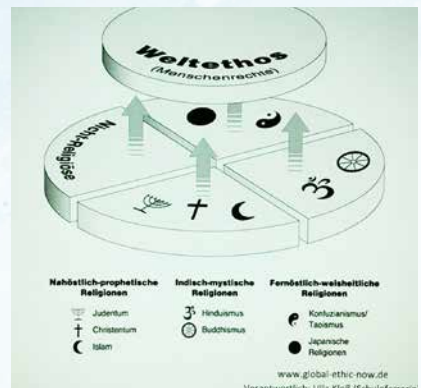 Weltethos
(Menschenrechte)
Nicht-Religiöse
Nahöstlich-prophetische
Religionen
Judentum
Christentum
Islam
Indisch-mystische
Religionen
Hinduismus
Buddhismus
Fernöstlich-weisheitliche
Religionen
Konfuzianismus/
Taoismus
Japanische
Religionen
www.global-ethic-now.de
Verantwortlich: